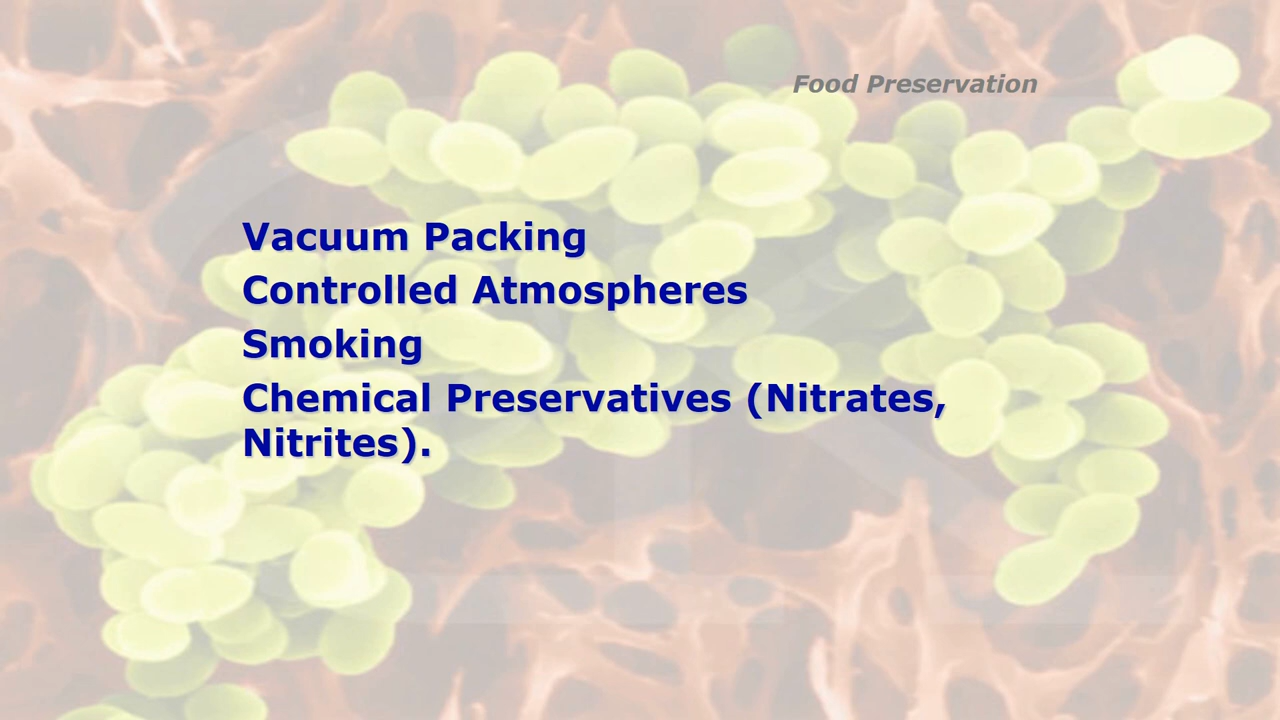 Food Preservation
Vacuum Packing
Controlled Atmospheres
Smoking
Chemical Preservatives (Nitrates,
Nitrites).